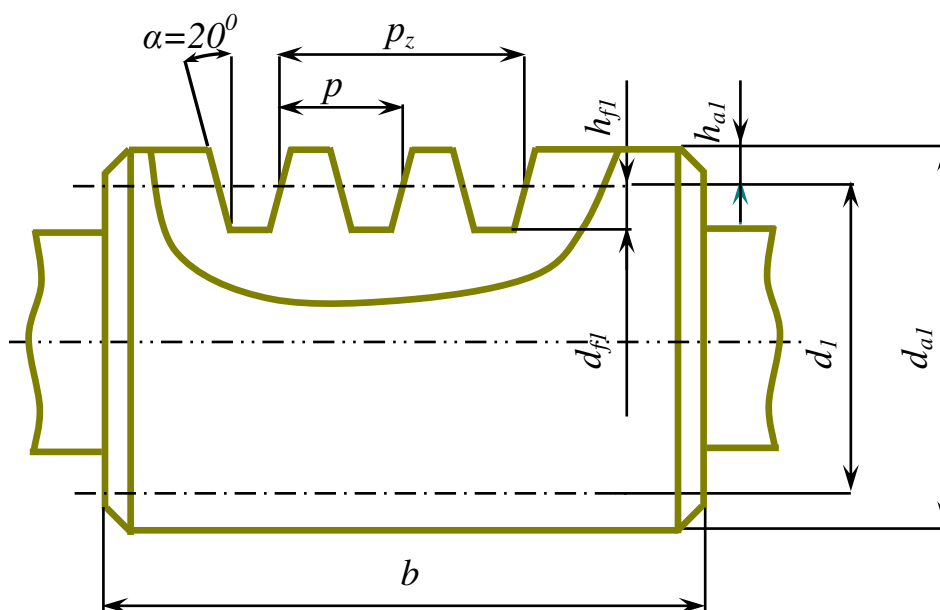 α=20⁰
p_z
p
h_f1
h_a1
d_f1
d_1
d_a1
b